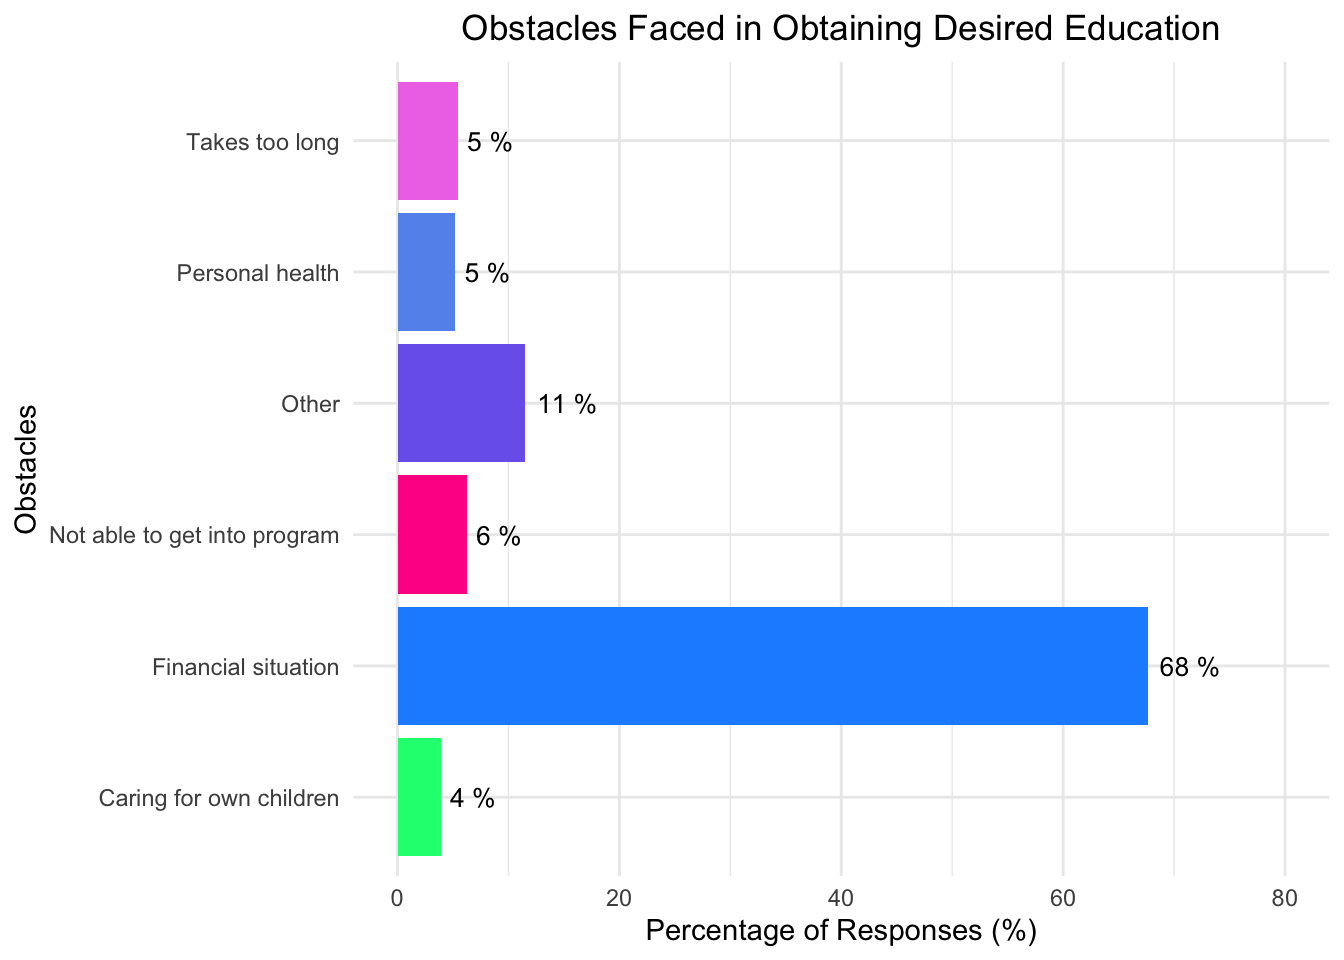 Obstacles Faced in Obtaining Desired Education
Obstacles
Takes too long
5 %
Personal health
5 %
Other
11 %
Not able to get into program
6 %
Financial situation
68 %
Caring for own children
4 %
0 20 40 60 80
Percentage of Responses (%)